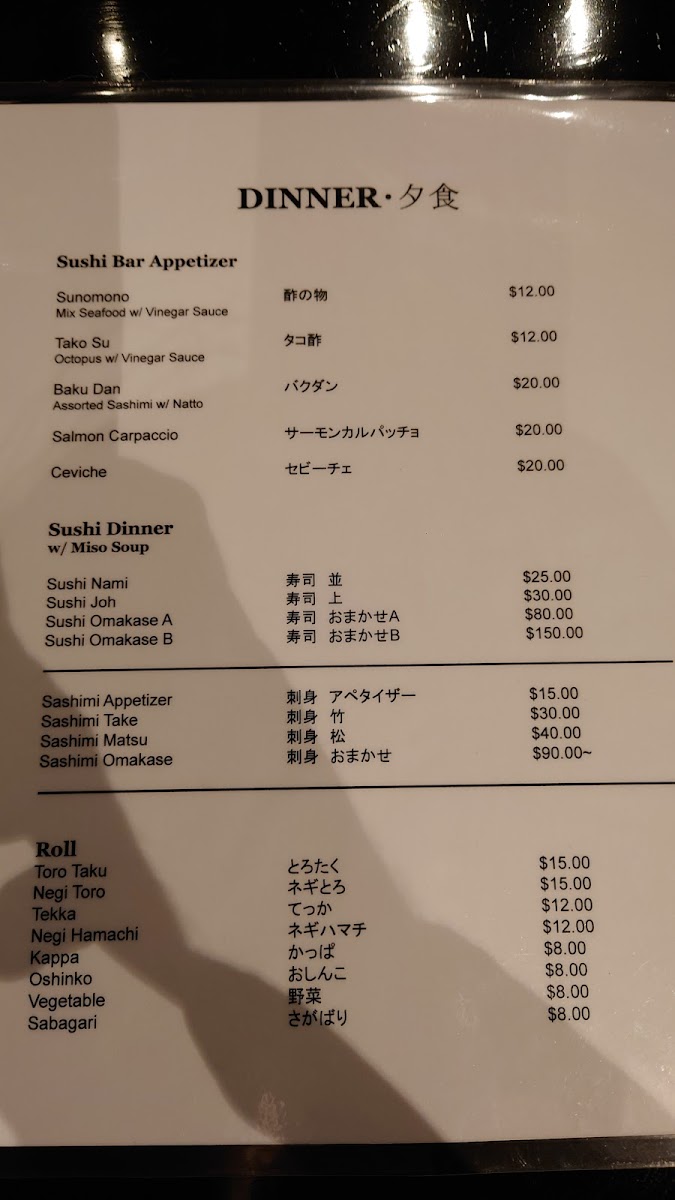 DINNER・夕食
Sushi Bar Appetizer
Sunomono 酢の物 $12.00
Mix Seafood w/ Vinegar Sauce
Tako Su タコ酢 $12.00
Octopus w/ Vinegar Sauce
Baku Dan バクダン $20.00
Assorted Sashimi w/ Natto
Salmon Carpaccio サーモンカルパッチョ $20.00
Ceviche セビーチェ $20.00
Sushi Dinner
w/ Miso Soup
Sushi Nami 寿司 並 $25.00
Sushi Joh 寿司 上 $30.00
Sushi Omakase A 寿司 おまかせA $80.00
Sushi Omakase B 寿司 おまかせB $150.00
Sashimi Appetizer 刺身 アペタイザー $15.00
Sashimi Take 刺身 竹 $30.00
Sashimi Matsu 刺身 松 $40.00
Sashimi Omakase 刺身 おまかせ $90.00~
Roll
Toro Taku とろたく $15.00
Negi Toro ネギとろ $15.00
Tekka てっか $12.00
Negi Hamachi ネギハマチ $12.00
Kappa かっぱ $8.00
Oshinko おしんこ $8.00
Vegetable 野菜 $8.00
Sabagari さがばり $8.00